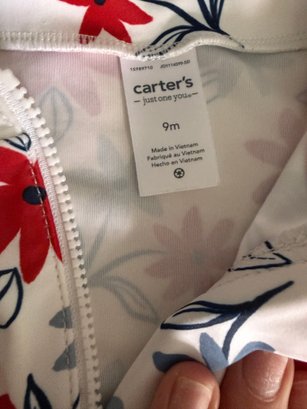 carter's
just one you®
9m
Made in Vietnam
Fabriqué au Vietnam
Hecho en Vietnam